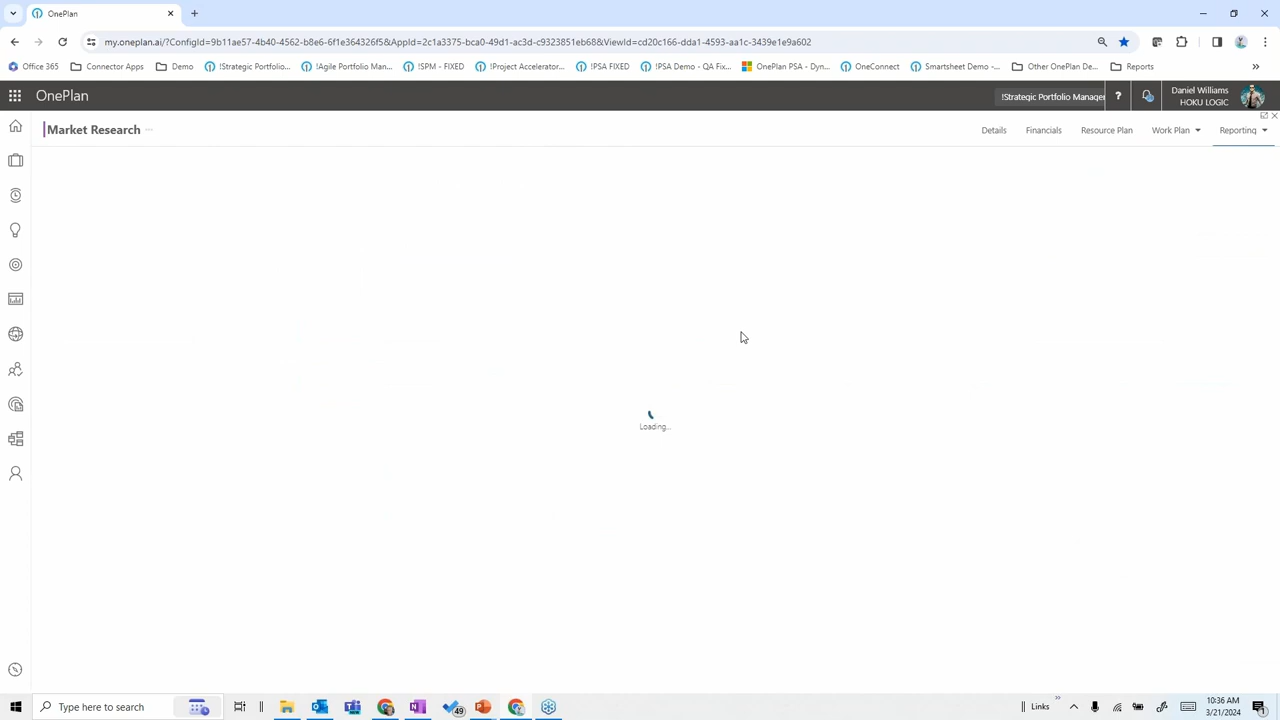 OnePlan
my.oneplan.ai/?ConfigId=9b11ae57-4b40-4562-b8e6-6f1e364326f5&AppId=2c1a3375-bca0-49d1-ac3d-c9323851eb68&ViewId=cd20c166-dda1-4593-aa1c-3439e1e9a602
Office 365 Connector Apps Demo !Strategic Portfolio... !Agile Portfolio Man... !SPM - FIXED !Project Accelerator... !PSA FIXED !PSA Demo - QA Fix... OnePlan PSA - Dyn... OneConnect Smartsheet Demo -... Other OnePlan De... Reports
OnePlan !Strategic Portfolio Manager ? Daniel Williams
HOKU LOGIC
Market Research ... Details Financials Resource Plan Work Plan Reporting
Loading...
Type here to search 49 Links 10:36 AM
3/21/2024